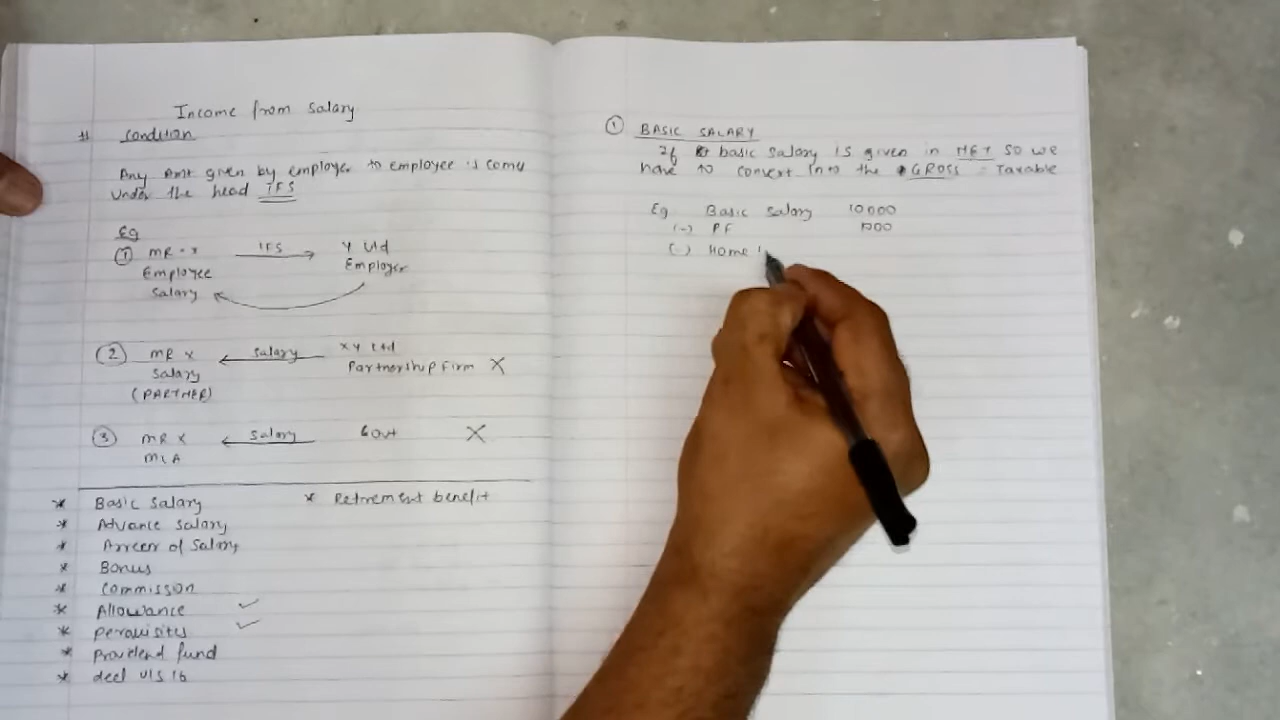 Income from salary
# condition
Any Amt given by employer to employee is come
under the head IFS
Eg
① MR - X IFS Y Ltd
Employee Employer
Salary
② MR X salary XY Ltd
Salary Partnership Firm X
(PARTNER)
③ MR X salary Govt X
MLA
* Basic salary * Retirement benefit
* Advance salary
* Arreer of salary
* Bonus
* Commission
* Allowance ✓
* perquisites ✓
* Providend fund
* ded U/S 16
① BASIC SALARY
If basic salary is given in NET so we
have to convert into the GROSS = Taxable
Eg Basic salary 10000
(-) PF 1000
(-) Home